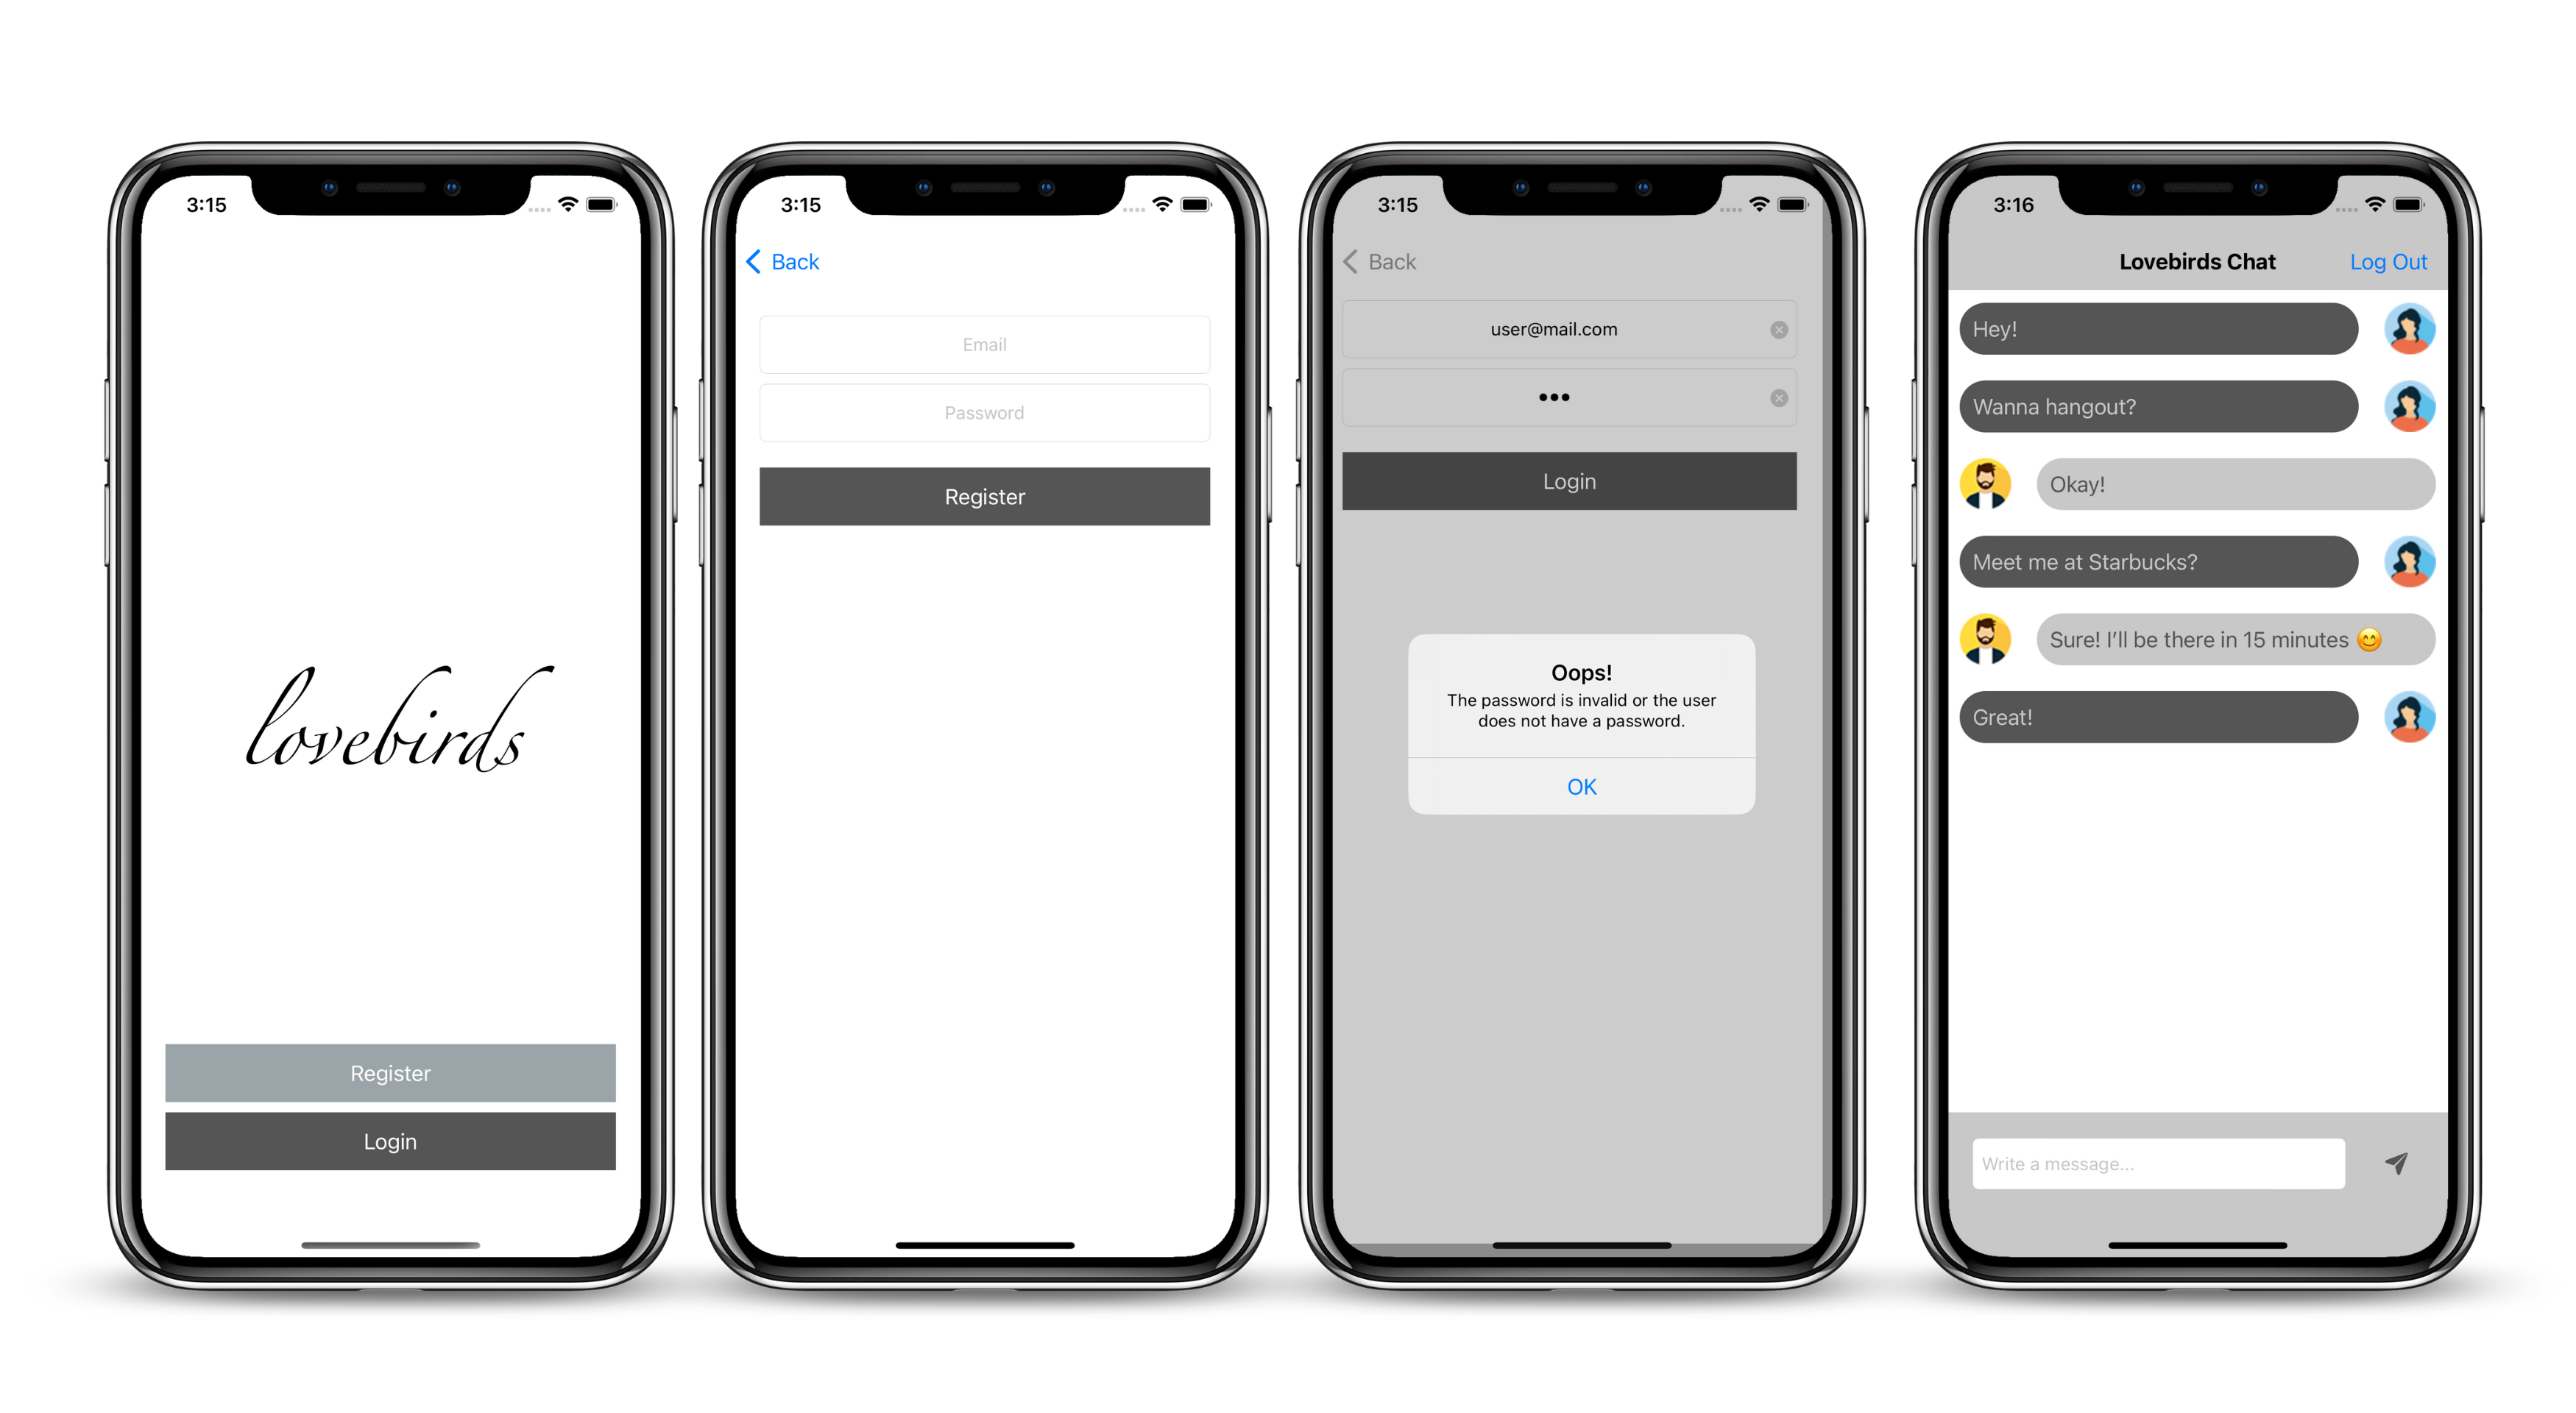 3:15
lovebirds
Register
Login
3:15
Back
Email
Password
Register
3:15
Back
user@mail.com
•••
Login
Oops!
The password is invalid or the user
does not have a password.
OK
3:16
Lovebirds Chat
Log Out
Hey!
Wanna hangout?
Okay!
Meet me at Starbucks?
Sure! I’ll be there in 15 minutes 😊
Great!
Write a message...